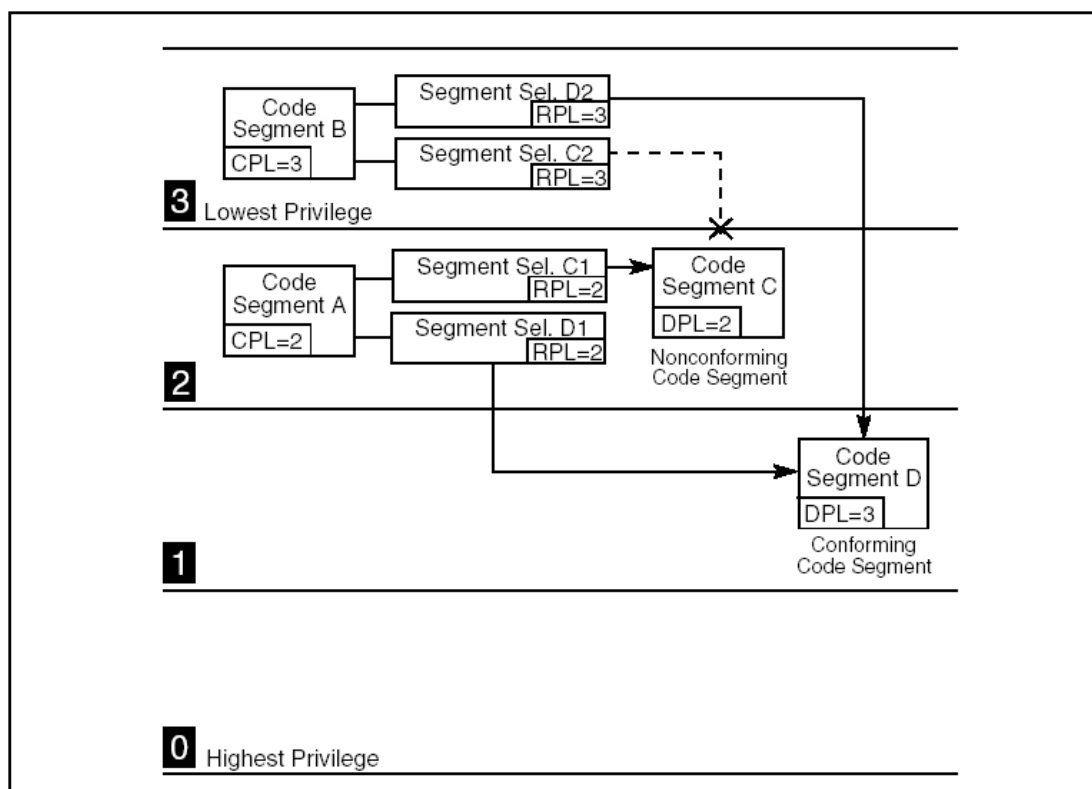 Segment Sel. D2
RPL=3
Code
Segment B
CPL=3
Segment Sel. C2
RPL=3
3 Lowest Privilege
Segment Sel. C1
RPL=2
Code
Segment C
DPL=2
Code
Segment A
CPL=2
Segment Sel. D1
RPL=2
Nonconforming
Code Segment
2
Code
Segment D
DPL=3
Conforming
Code Segment
1
0 Highest Privilege